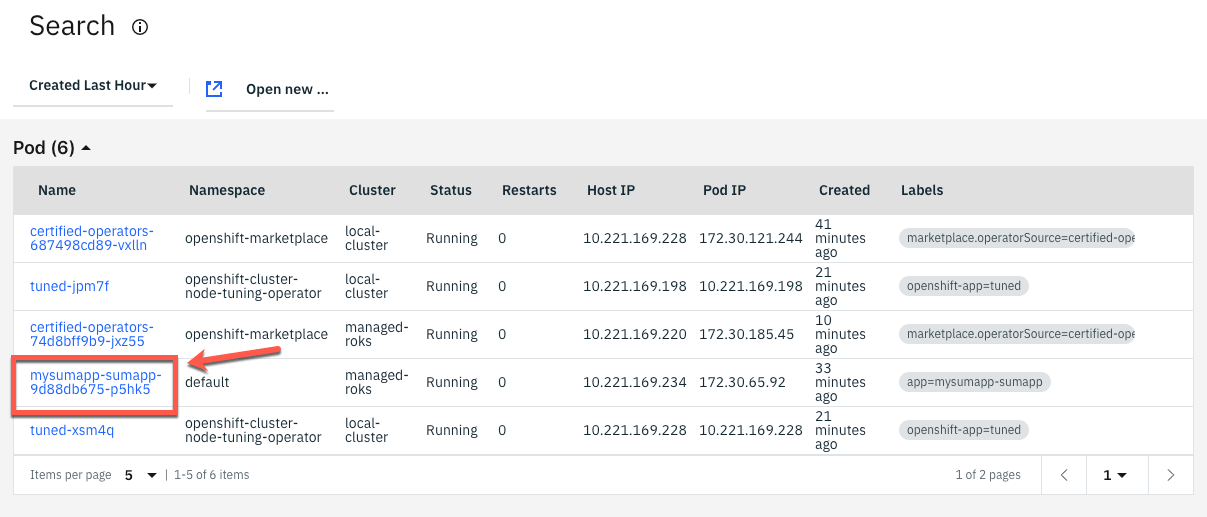 Search
Created Last Hour
Open new ...
Pod (6)
Name Namespace Cluster Status Restarts Host IP Pod IP Created Labels
certified-operators-
687498cd89-vxlln
openshift-marketplace
local-
cluster
Running
0
10.221.169.228
172.30.121.244
41
minutes
ago
marketplace.operatorSource=certified-ope
tuned-jpm7f
openshift-cluster-
node-tuning-operator
local-
cluster
Running
0
10.221.169.198
10.221.169.198
21
minutes
ago
openshift-app=tuned
certified-operators-
74d8bff9b9-jxz55
openshift-marketplace
managed-
roks
Running
0
10.221.169.220
172.30.185.45
10
minutes
ago
marketplace.operatorSource=certified-ope
mysumapp-sumapp-
9d88db675-p5hk5
default
managed-
roks
Running
0
10.221.169.234
172.30.65.92
33
minutes
ago
app=mysumapp-sumapp
tuned-xsm4q
openshift-cluster-
node-tuning-operator
local-
cluster
Running
0
10.221.169.228
10.221.169.228
21
minutes
ago
openshift-app=tuned
Items per page 5 | 1-5 of 6 items 1 of 2 pages 1